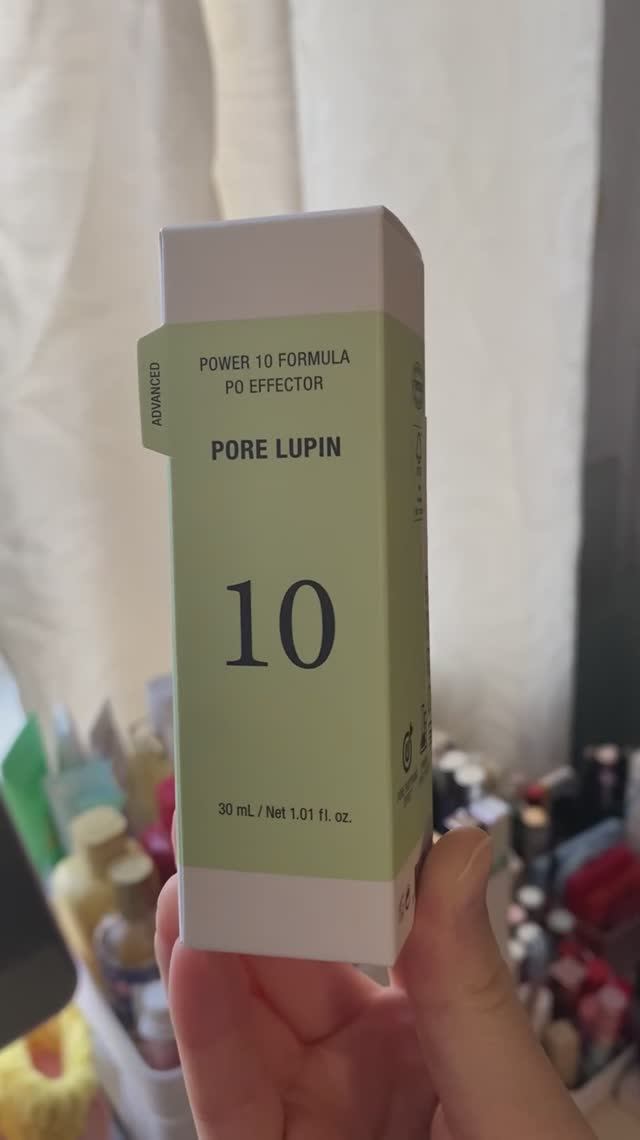 ADVANCED
POWER 10 FORMULA
PO EFFECTOR
PORE LUPIN
10
30 mL / Net 1.01 fl. oz.